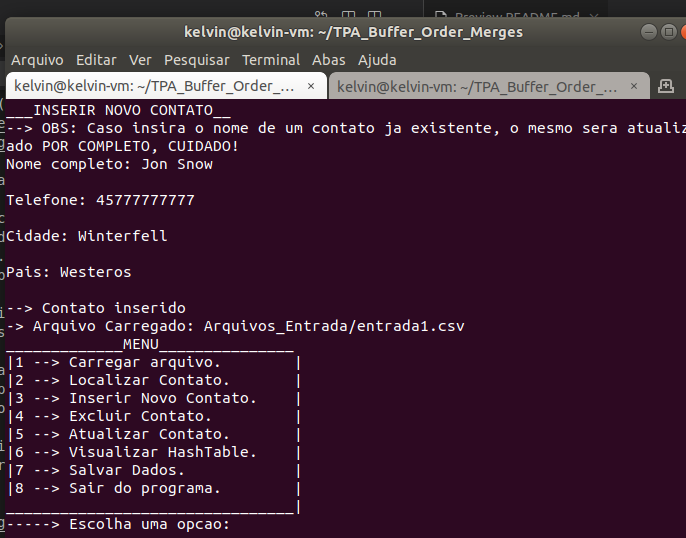 Preview README.md
kelvin@kelvin-vm: ~/TPA_Buffer_Order_Merges
Arquivo Editar Ver Pesquisar Terminal Abas Ajuda
kelvin@kelvin-vm: ~/TPA_Buffer_Order_... × kelvin@kelvin-vm: ~/TPA_Buffer_Order_... ×
___INSERIR NOVO CONTATO__
--> OBS: Caso insira o nome de um contato ja existente, o mesmo sera atualiz
ado POR COMPLETO, CUIDADO!
Nome completo: Jon Snow
Telefone: 45777777777
Cidade: Winterfell
Pais: Westeros
--> Contato inserido
-> Arquivo Carregado: Arquivos_Entrada/entrada1.csv
_____________MENU_______________
|1 --> Carregar arquivo. |
|2 --> Localizar Contato. |
|3 --> Inserir Novo Contato. |
|4 --> Excluir Contato. |
|5 --> Atualizar Contato. |
|6 --> Visualizar HashTable. |
|7 --> Salvar Dados. |
|8 --> Sair do programa. |
________________________________|
-----> Escolha uma opcao: